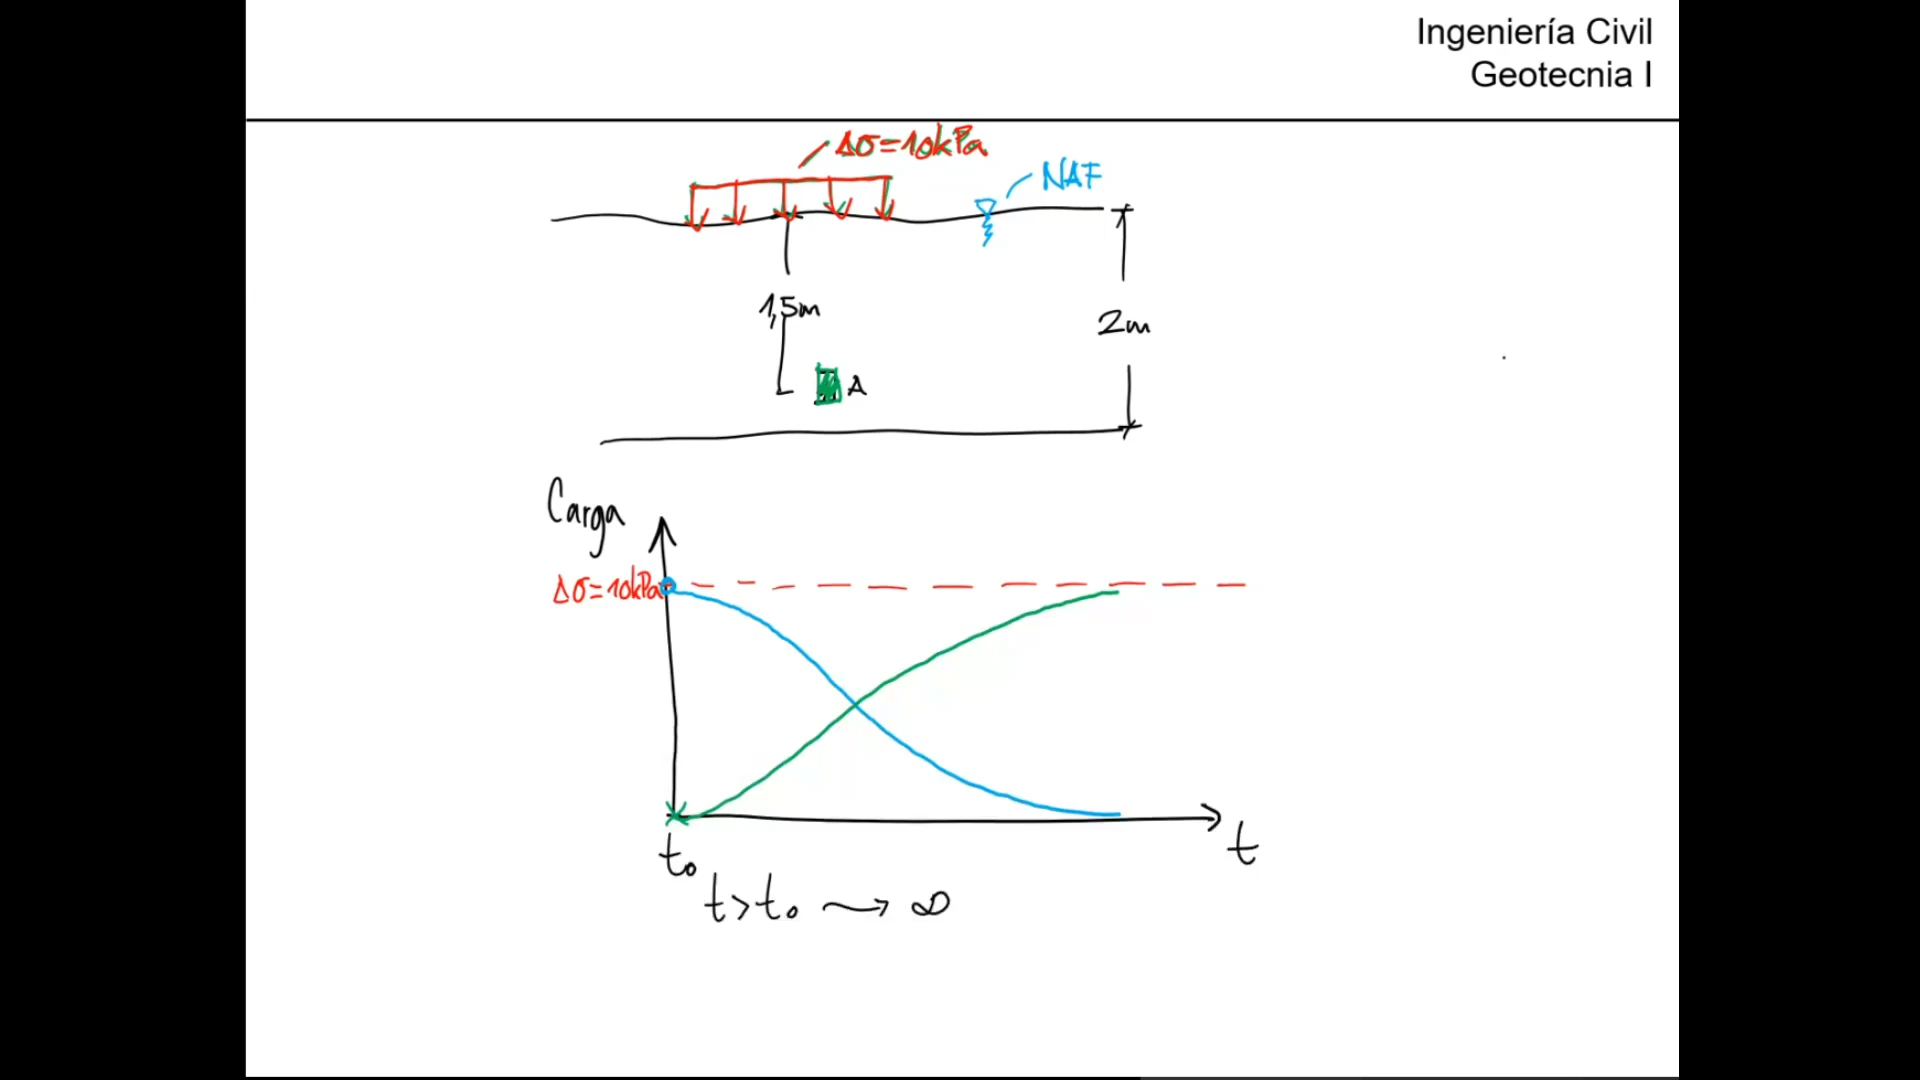 Ingeniería Civil
Geotecnia I
Δσ=10kPa
NAF
1,5m
2m
A
Carga
Δσ=10kPa
t
t₀
t>t₀ → ∞